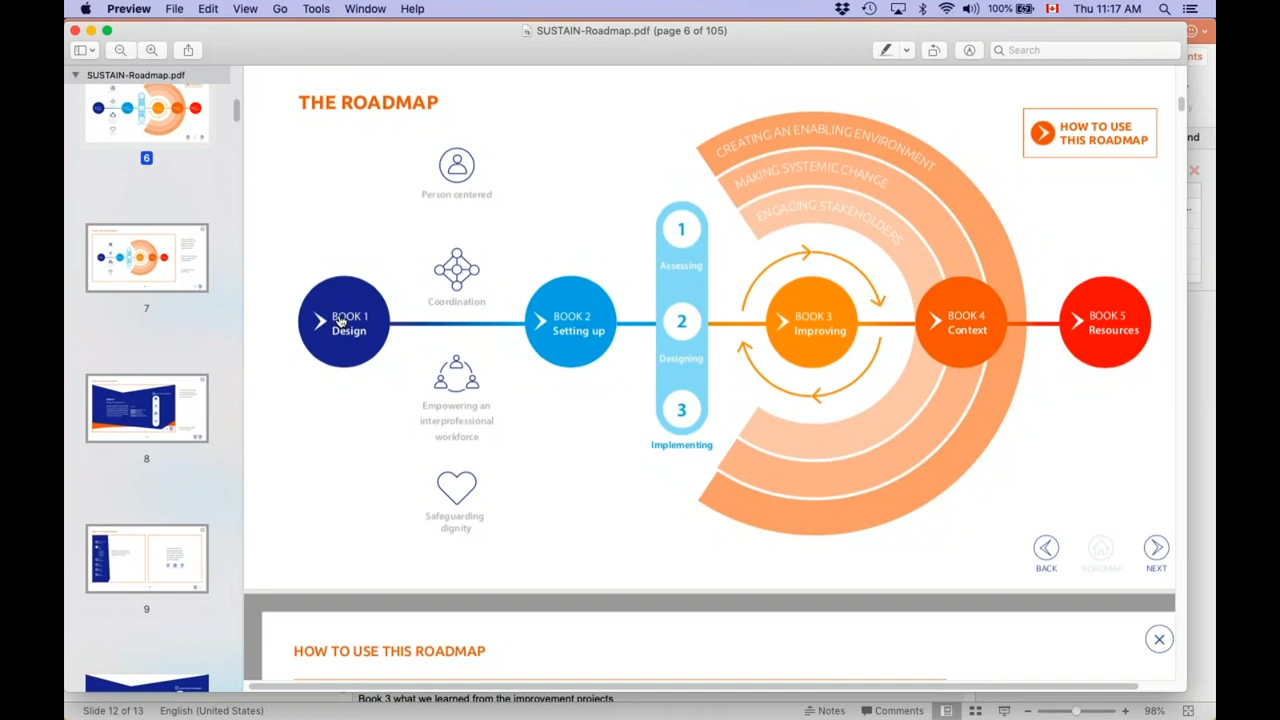 Preview File Edit View Go Tools Window Help 100% Thu 11:17 AM
SUSTAIN-Roadmap.pdf (page 6 of 105)
Search
SUSTAIN-Roadmap.pdf
6
7
8
9
THE ROADMAP
HOW TO USE
THIS ROADMAP
CREATING AN ENABLING ENVIRONMENT
MAKING SYSTEMIC CHANGE
ENGAGING STAKEHOLDERS
Person centered
Coordination
Empowering an
interprofessional
workforce
Safeguarding
dignity
BOOK 1
Design
BOOK 2
Setting up
1
Assessing
2
Designing
3
Implementing
BOOK 3
Improving
BOOK 4
Context
BOOK 5
Resources
BACK ROADMAP NEXT
HOW TO USE THIS ROADMAP
nts
nd
Book 3 what we learned from the improvement projects
Slide 12 of 13 English (United States) Notes Comments 98%